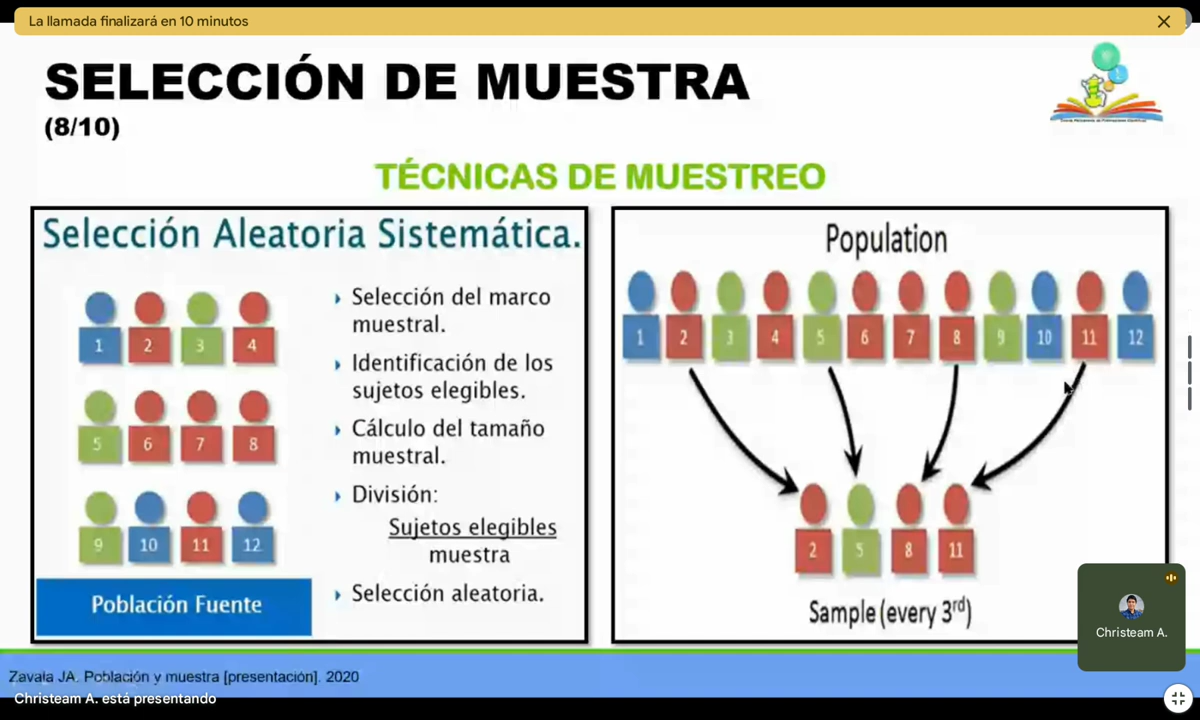 La llamada finalizará en 10 minutos
SELECCIÓN DE MUESTRA
(8/10)
TÉCNICAS DE MUESTREO
Selección Aleatoria Sistemática.
1 2 3 4
5 6 7 8
9 10 11 12
Población Fuente
Selección del marco
muestral.
Identificación de los
sujetos elegibles.
Cálculo del tamaño
muestral.
División:
Sujetos elegibles
muestra
Selección aleatoria.
Population
1 2 3 4 5 6 7 8 9 10 11 12
2 5 8 11
Sample (every 3rd)
Christeam A.
Zavala JA. Población y muestra [presentación]. 2020
Christeam A. está presentando